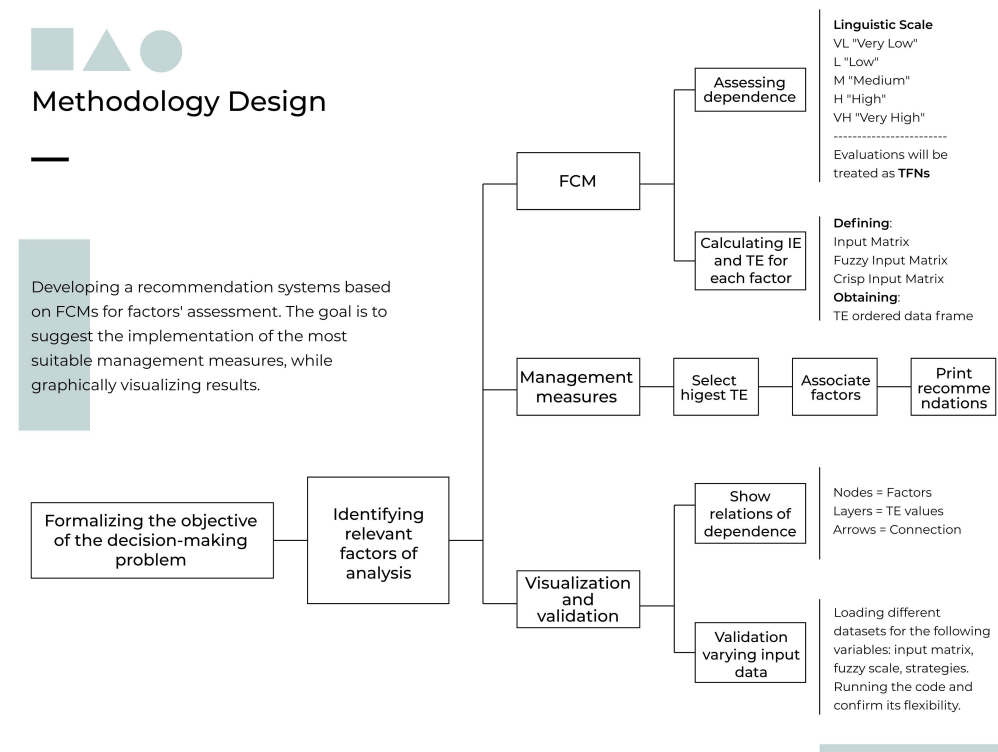 Methodology Design
Developing a recommendation systems based
on FCMs for factors' assessment. The goal is to
suggest the implementation of the most
suitable management measures, while
graphically visualizing results.
Formalizing the objective
of the decision-making
problem
Identifying
relevant
factors of
analysis
FCM
Assessing
dependence
Linguistic Scale
VL "Very Low"
L "Low"
M "Medium"
H "High"
VH "Very High"
------------------------
Evaluations will be
treated as TFNs
Calculating IE
and TE for
each factor
Defining:
Input Matrix
Fuzzy Input Matrix
Crisp Input Matrix
Obtaining:
TE ordered data frame
Management
measures
Select
higest TE
Associate
factors
Print
recomme
ndations
Visualization
and
validation
Show
relations of
dependence
Nodes = Factors
Layers = TE values
Arrows = Connection
Validation
varying input
data
Loading different
datasets for the following
variables: input matrix,
fuzzy scale, strategies.
Running the code and
confirm its flexibility.